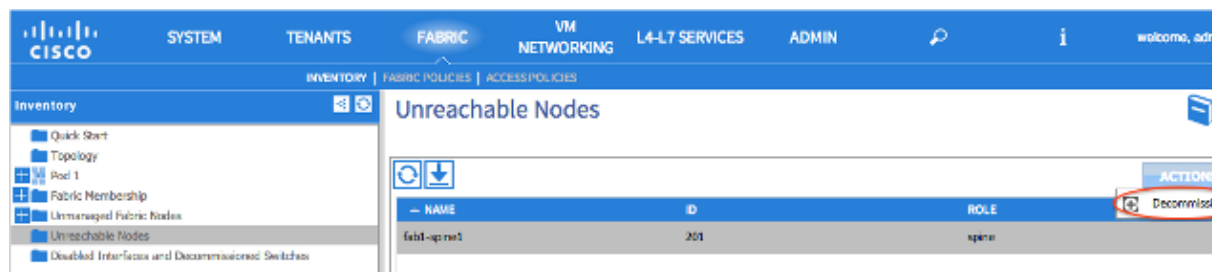 CISCO
SYSTEM
TENANTS
FABRIC
VM
NETWORKING
L4-L7 SERVICES
ADMIN
i
welcome, adm
INVENTORY | FABRIC POLICIES | ACCESS POLICIES
Inventory
Unreachable Nodes
Quick Start
Topology
Pod 1
Fabric Membership
Unmanaged Fabric Nodes
Unreachable Nodes
Disabled Interfaces and Decommissioned Switches
ACTION
Decommissi
NAME ID ROLE
fab1-spine1 201 spine